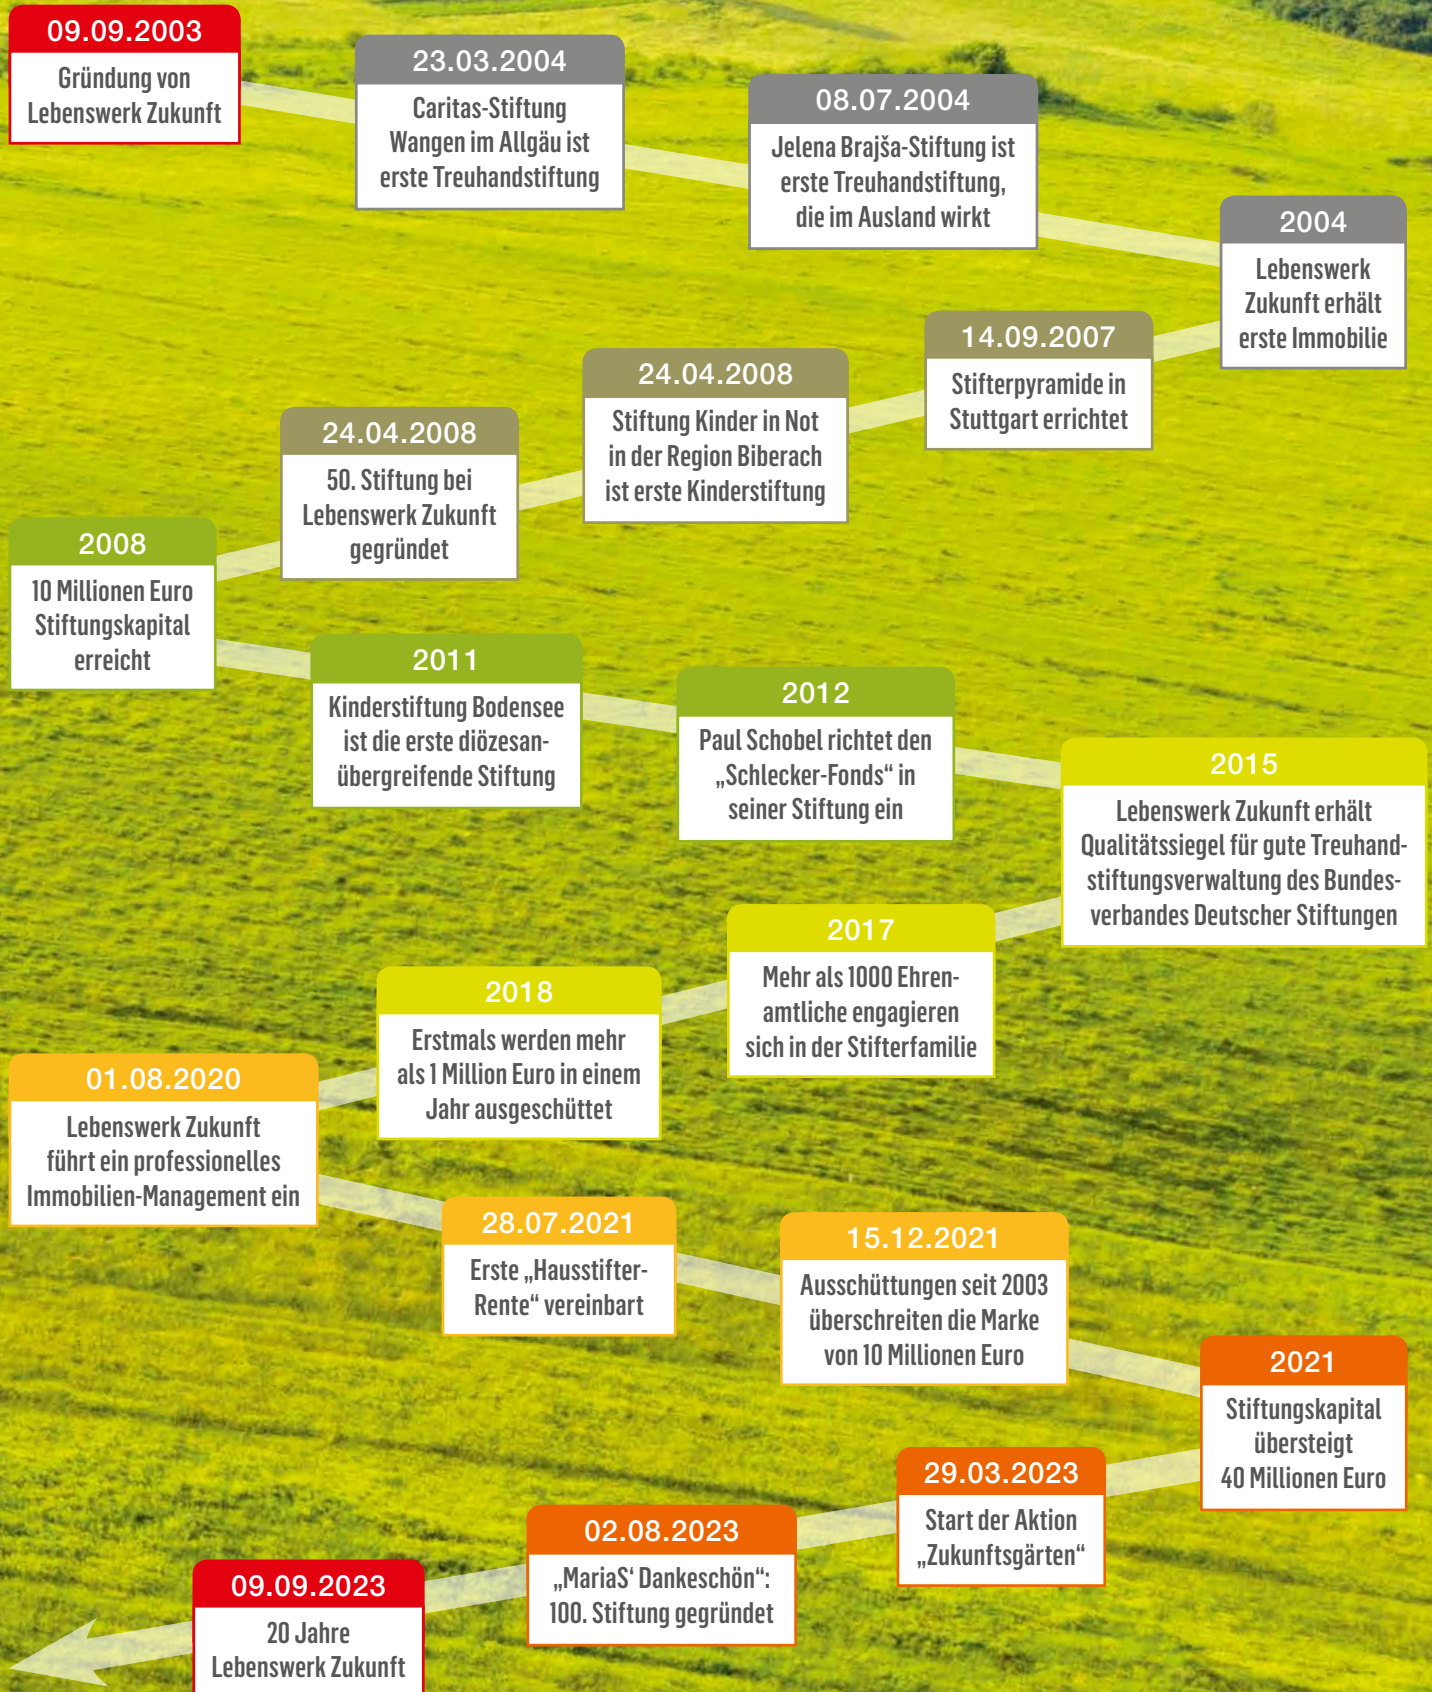 09.09.2003
Gründung von
Lebenswerk Zukunft
23.03.2004
Caritas-Stiftung
Wangen im Allgäu ist
erste Treuhandstiftung
08.07.2004
Jelena Brajša-Stiftung ist
erste Treuhandstiftung,
die im Ausland wirkt
2004
Lebenswerk
Zukunft erhält
erste Immobilie
14.09.2007
Stifterpyramide in
Stuttgart errichtet
24.04.2008
Stiftung Kinder in Not
in der Region Biberach
ist erste Kinderstiftung
24.04.2008
50. Stiftung bei
Lebenswerk Zukunft
gegründet
2008
10 Millionen Euro
Stiftungskapital
erreicht
2011
Kinderstiftung Bodensee
ist die erste diözesan-
übergreifende Stiftung
2012
Paul Schobel richtet den
„Schlecker-Fonds“ in
seiner Stiftung ein
2015
Lebenswerk Zukunft erhält
Qualitätssiegel für gute Treuhand-
stiftungsverwaltung des Bundes-
verbandes Deutscher Stiftungen
2017
Mehr als 1000 Ehren-
amtliche engagieren
sich in der Stifterfamilie
2018
Erstmals werden mehr
als 1 Million Euro in einem
Jahr ausgeschüttet
01.08.2020
Lebenswerk Zukunft
führt ein professionelles
Immobilien-Management ein
28.07.2021
Erste „Hausstifter-
Rente“ vereinbart
15.12.2021
Ausschüttungen seit 2003
überschreiten die Marke
von 10 Millionen Euro
2021
Stiftungskapital
übersteigt
40 Millionen Euro
29.03.2023
Start der Aktion
„Zukunftsgärten“
02.08.2023
„MariaS‘ Dankeschön“:
100. Stiftung gegründet
09.09.2023
20 Jahre
Lebenswerk Zukunft